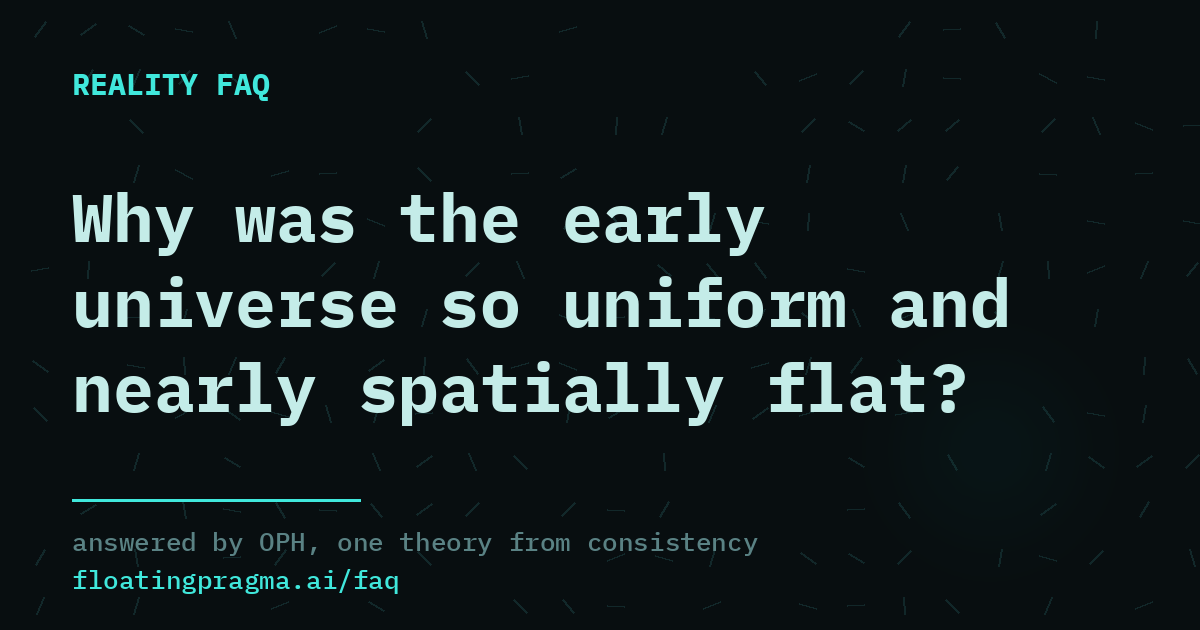 REALITY FAQ
Why was the early
universe so uniform and
nearly spatially flat?
answered by OPH, one theory from consistency
floatingpragma.ai/faq